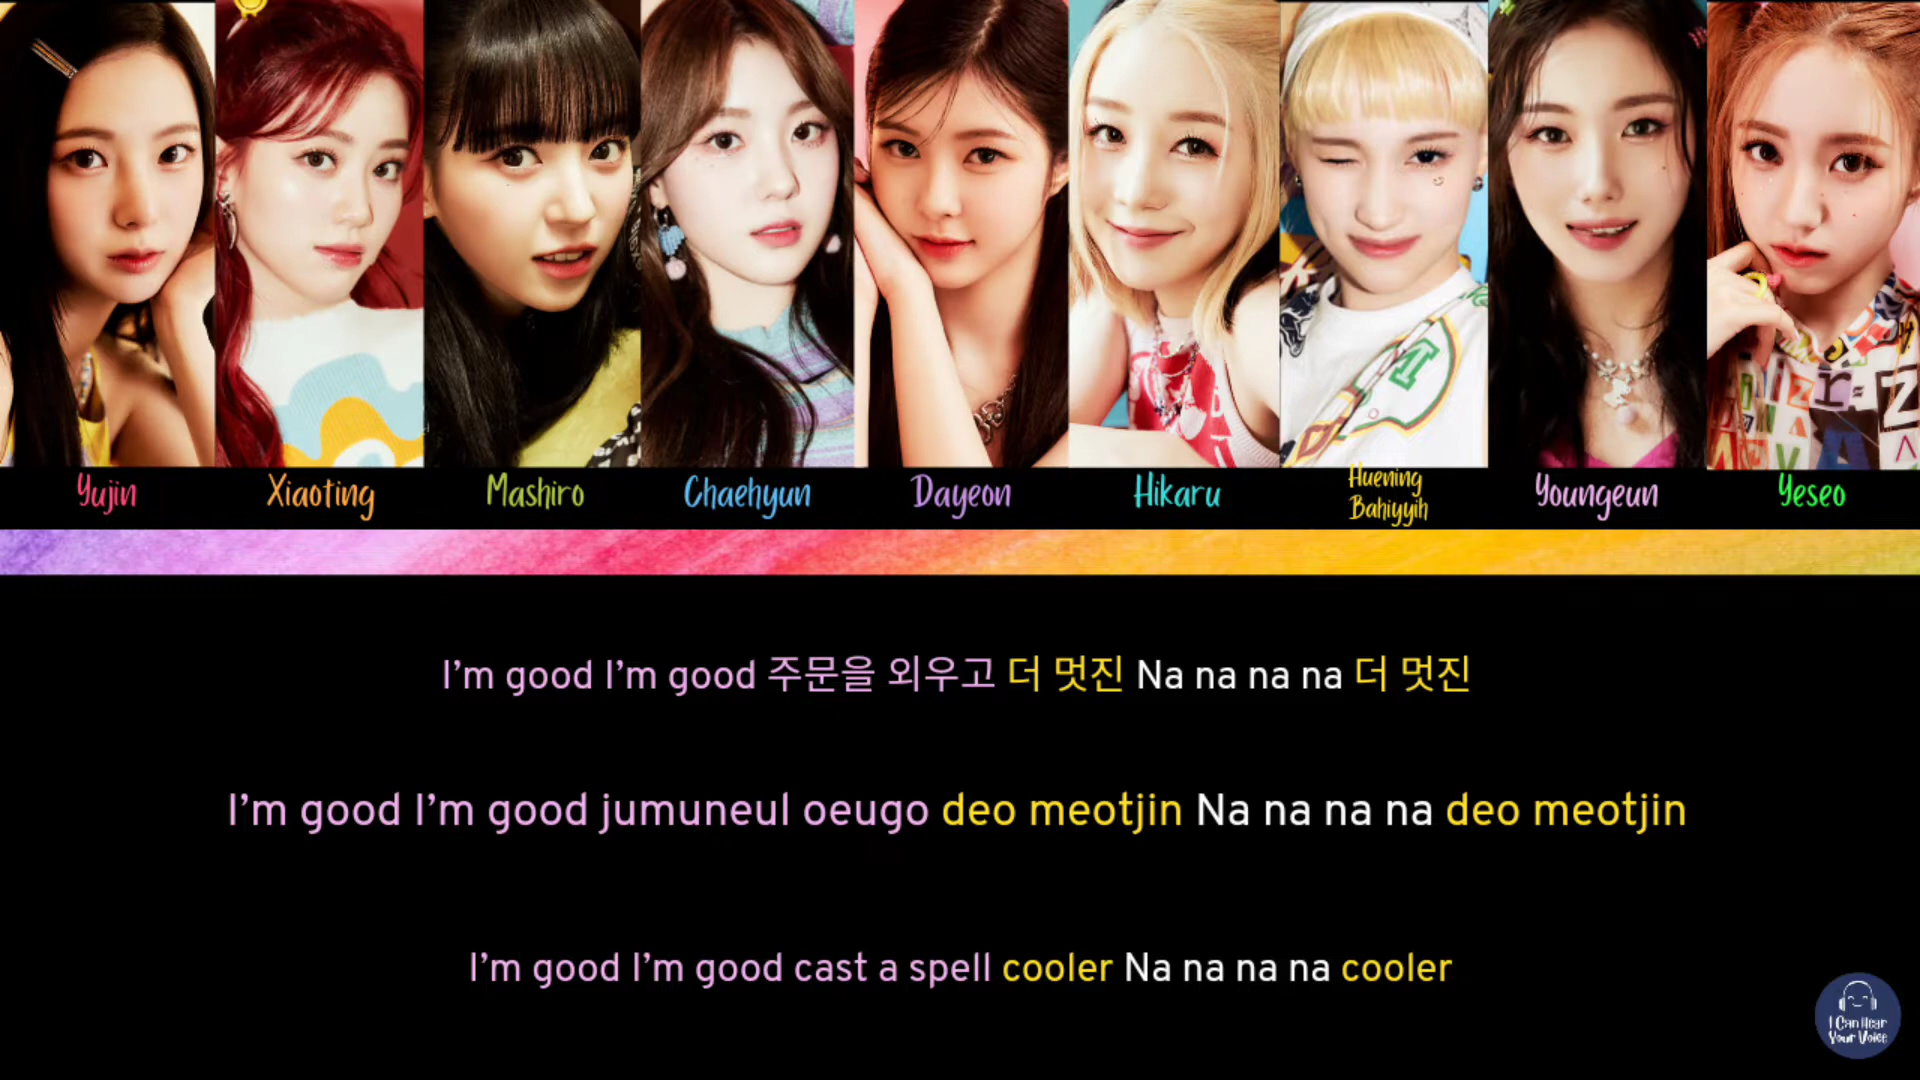 Yujin
Xiaoting
Mashiro
Chaehyun
Dayeon
Hikaru
Huening
Bahiyyih
Youngeun
Yeseo
I'm good I'm good 주문을 외우고 더 멋진 Na na na na 더 멋진
I'm good I'm good jumuneul oeugo deo meotjin Na na na na deo meotjin
I'm good I'm good cast a spell cooler Na na na na cooler
I Can Hear
Your Voice